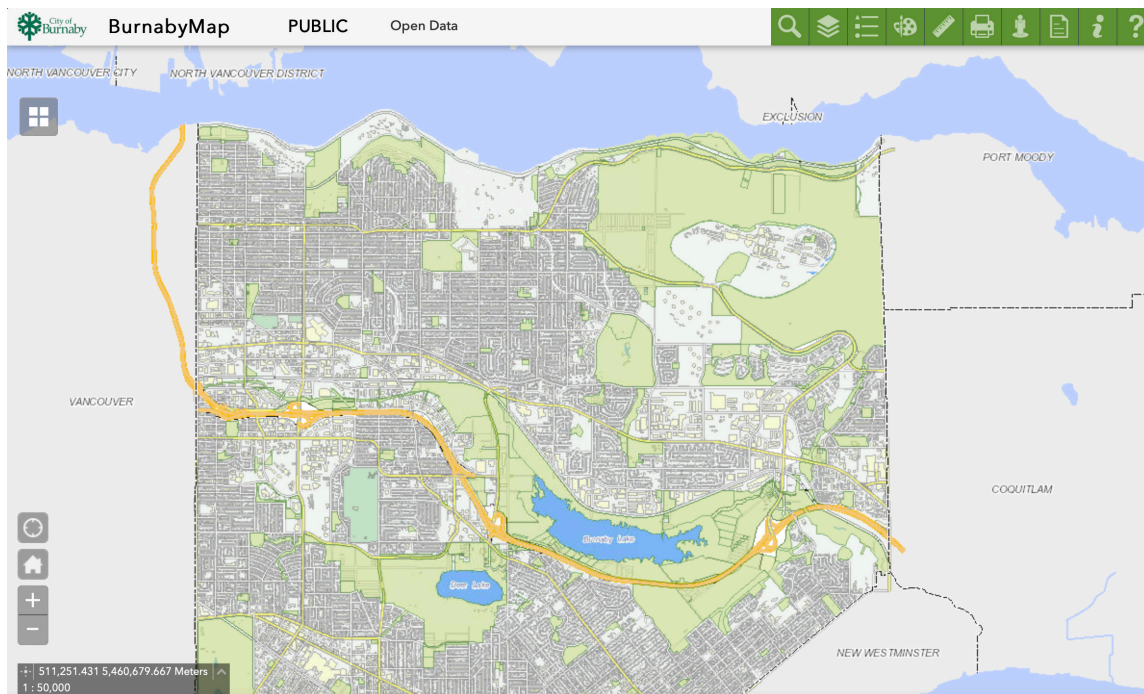 City of
Burnaby
BurnabyMap
PUBLIC
Open Data
?
NORTH VANCOUVER CITY
NORTH VANCOUVER DISTRICT
EXCLUSION
PORT MOODY
VANCOUVER
COQUITLAM
Burnaby Lake
Deer Lake
NEW WESTMINSTER
511,251.431 5,460,679.667 Meters
1 : 50,000